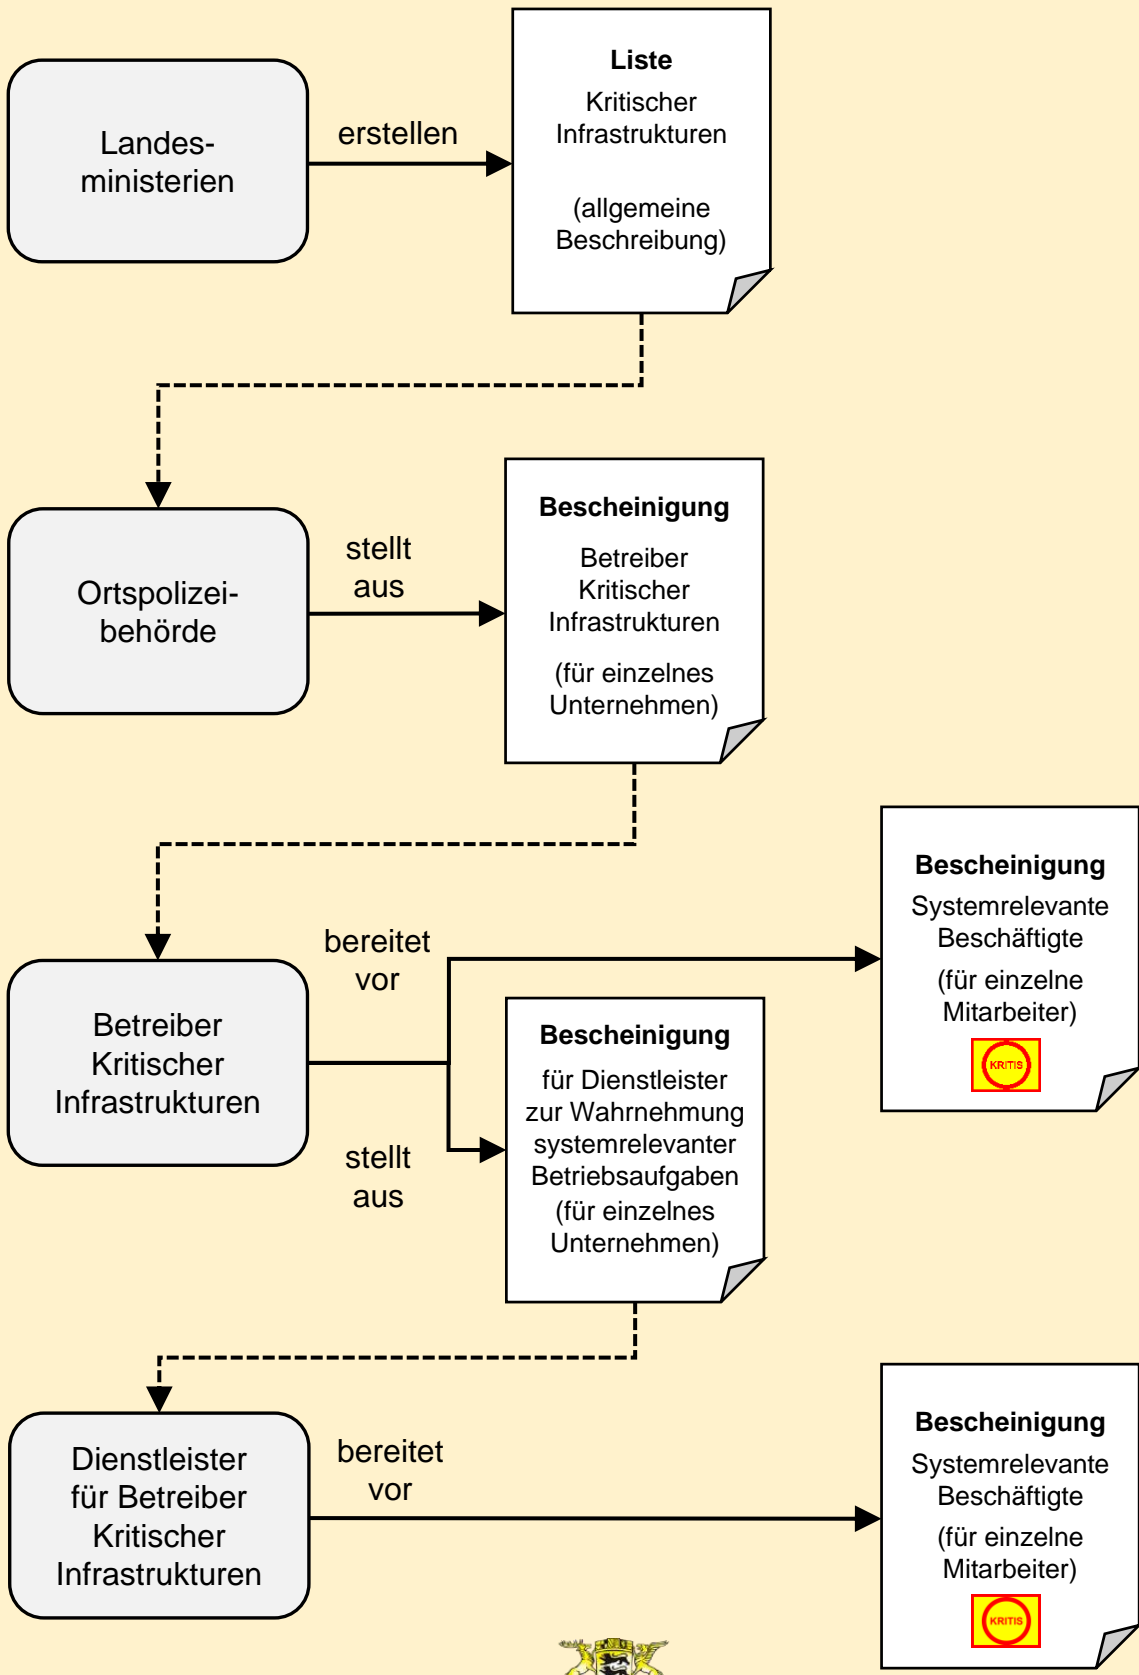 Landes-
ministerien
erstellen
Liste
Kritischer
Infrastrukturen
(allgemeine
Beschreibung)
Ortspolizei-
behörde
stellt
aus
Bescheinigung
Betreiber
Kritischer
Infrastrukturen
(für einzelnes
Unternehmen)
Betreiber
Kritischer
Infrastrukturen
bereitet
vor
Bescheinigung
Systemrelevante
Beschäftigte
(für einzelne
Mitarbeiter)
KRITIS
stellt
aus
Bescheinigung
für Dienstleister
zur Wahrnehmung
systemrelevanter
Betriebsaufgaben
(für einzelnes
Unternehmen)
Dienstleister
für Betreiber
Kritischer
Infrastrukturen
bereitet
vor
Bescheinigung
Systemrelevante
Beschäftigte
(für einzelne
Mitarbeiter)
KRITIS